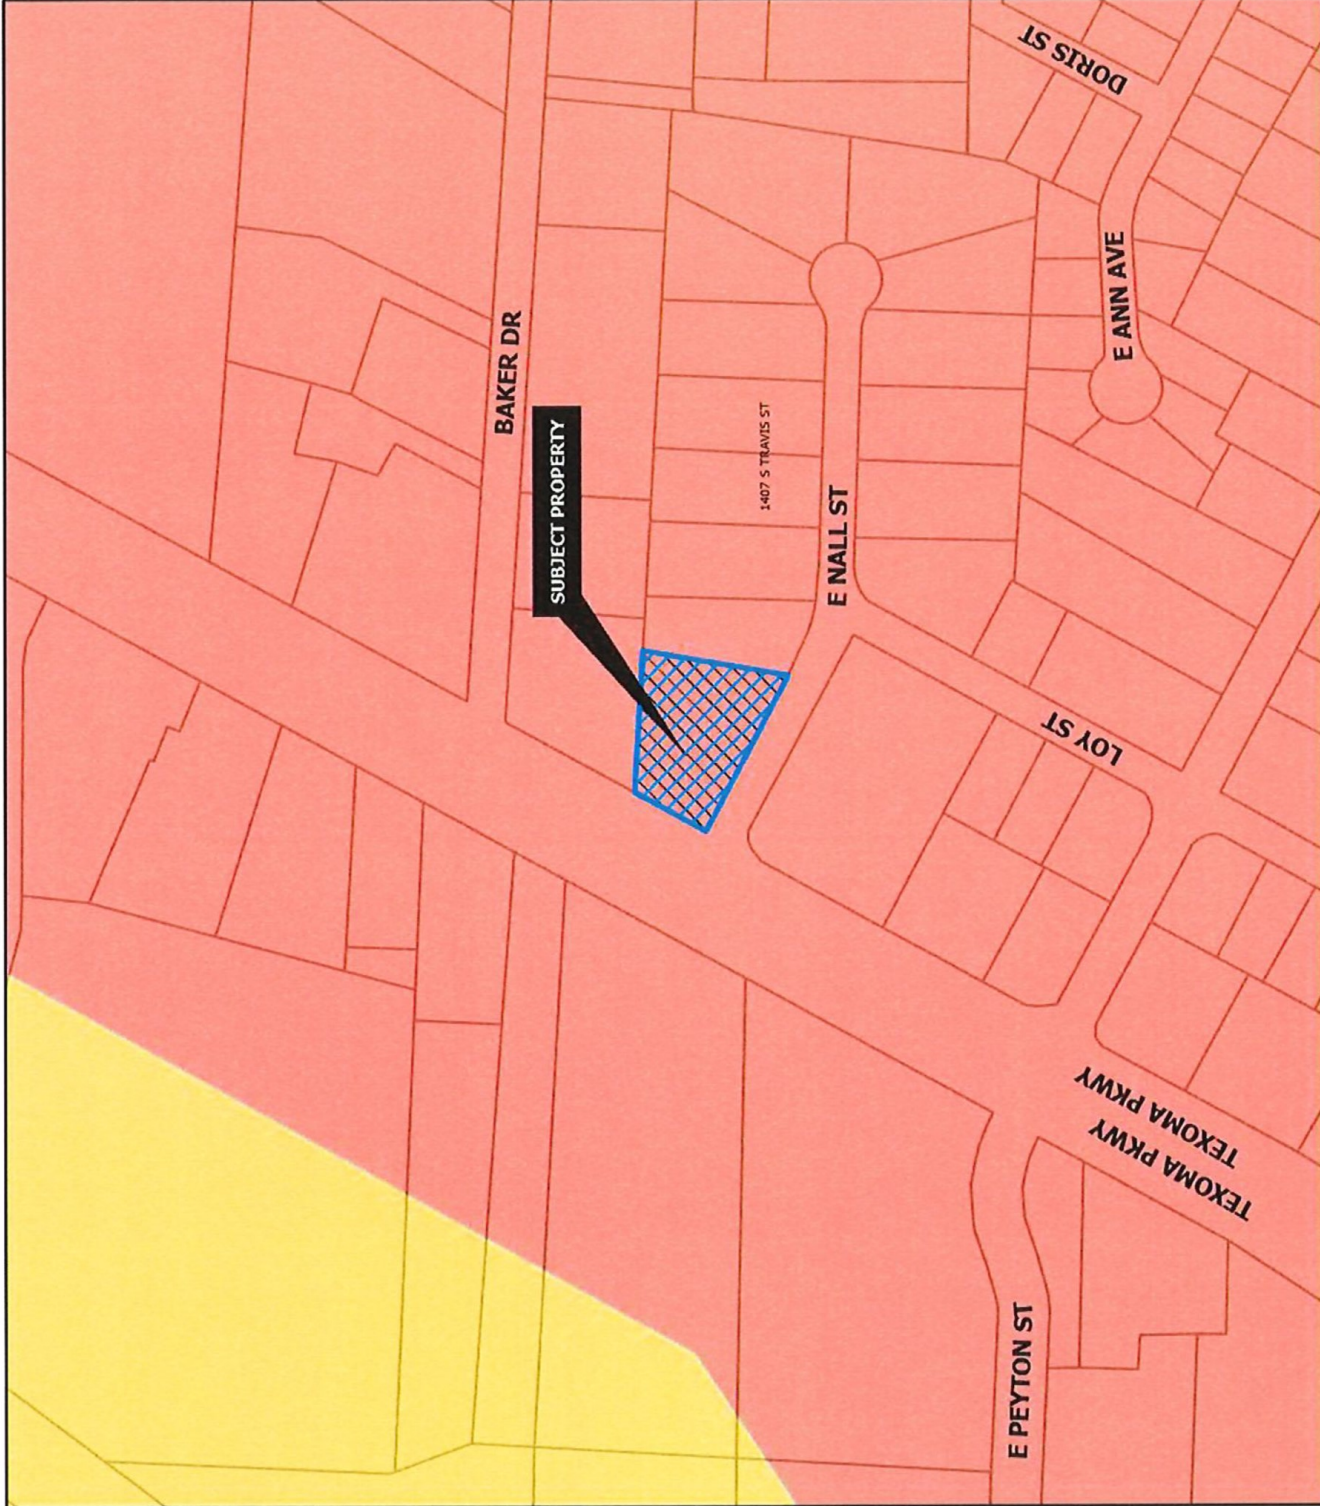 DORIS ST
E ANN AVE
BAKER DR
SUBJECT PROPERTY
1407 S TRAVIS ST
E NALL ST
LOY ST
TEXOMA PKWY
TEXOMA PKWY
E PEYTON ST